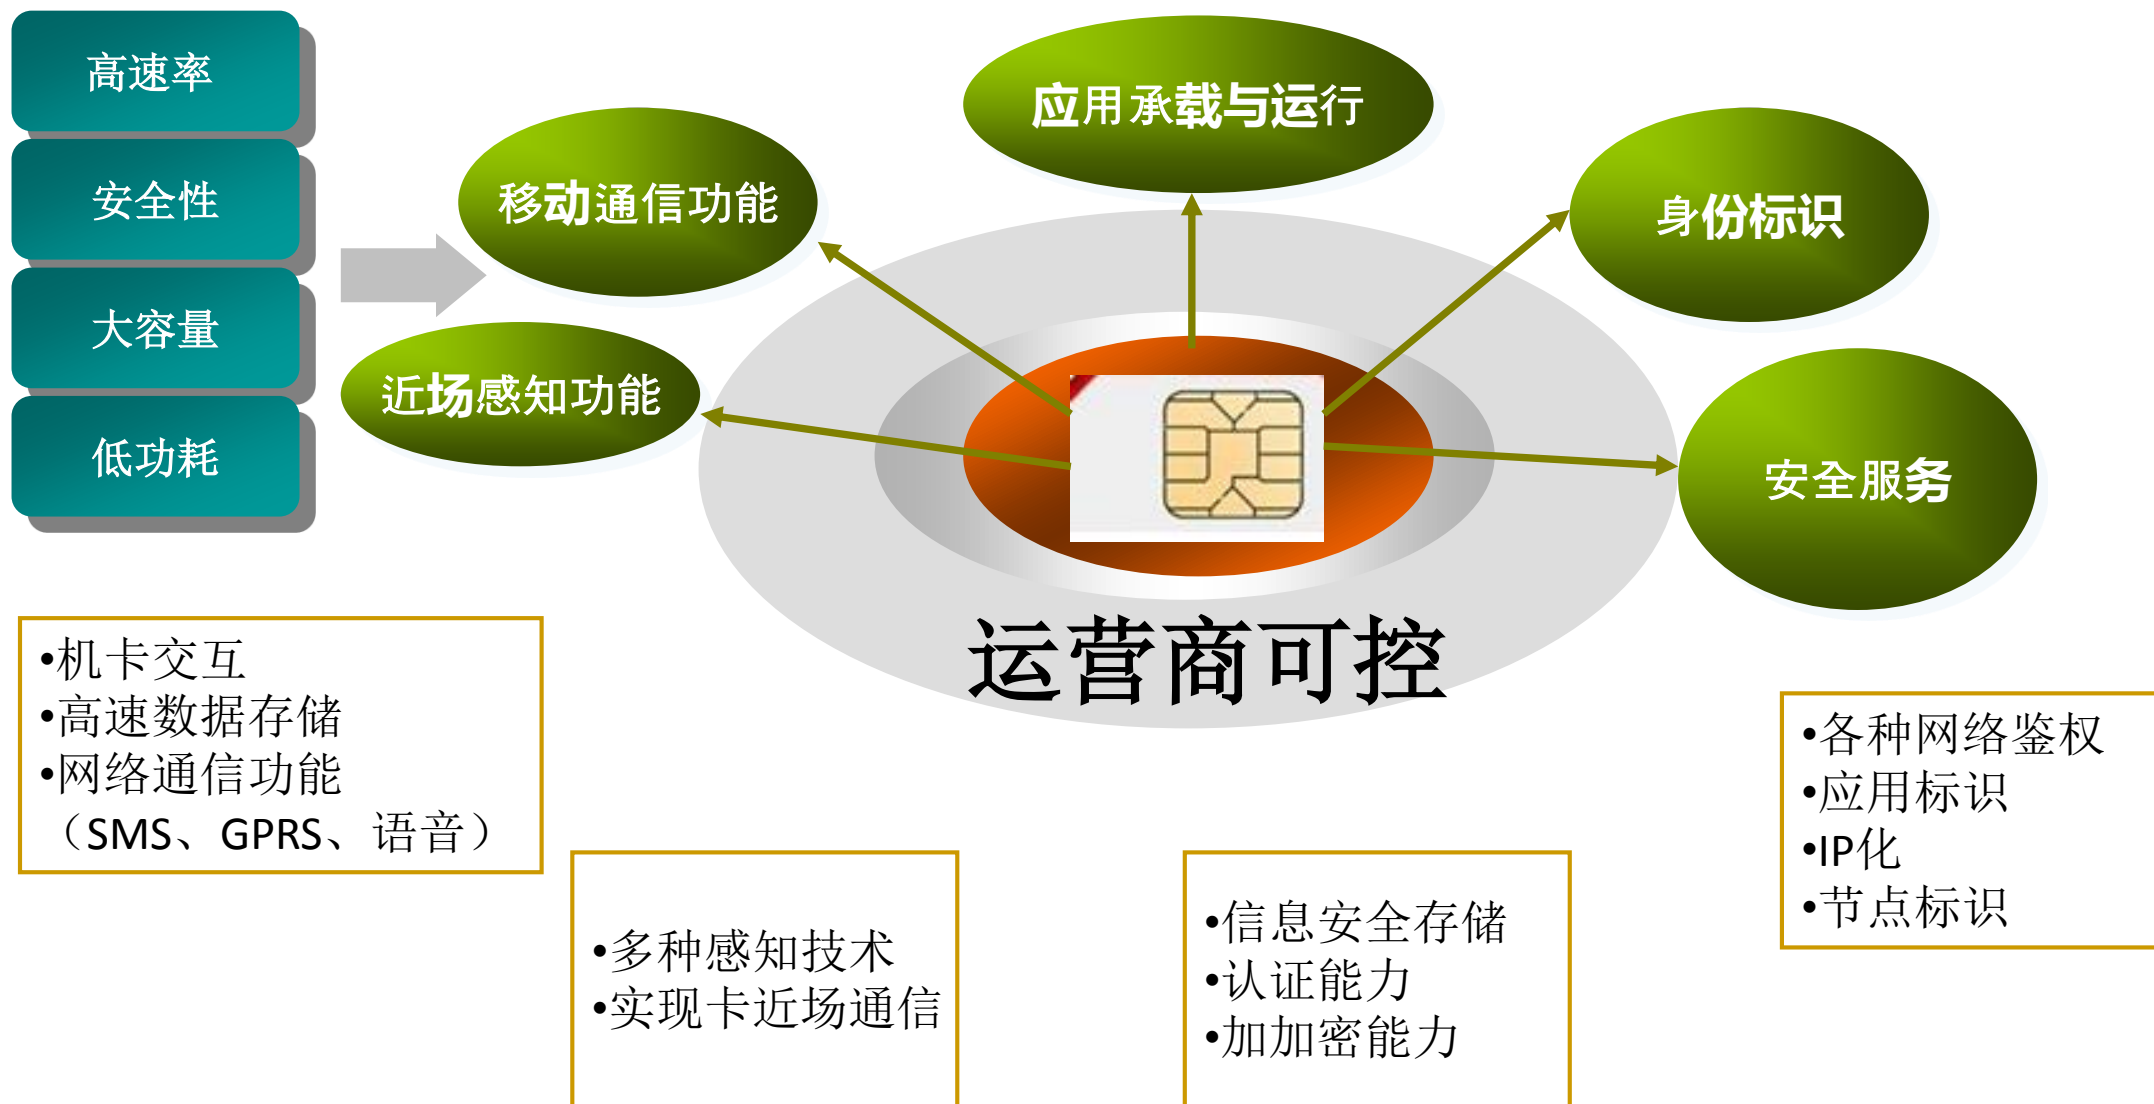 高速率
安全性
大容量
低功耗
移动通信功能
应用承载与运行
身份标识
近场感知功能
安全服务
运营商可控
•机卡交互
•高速数据存储
•网络通信功能
（SMS、GPRS、语音）
•多种感知技术
•实现卡近场通信
•信息安全存储
•认证能力
•加加密能力
•各种网络鉴权
•应用标识
•IP化
•节点标识